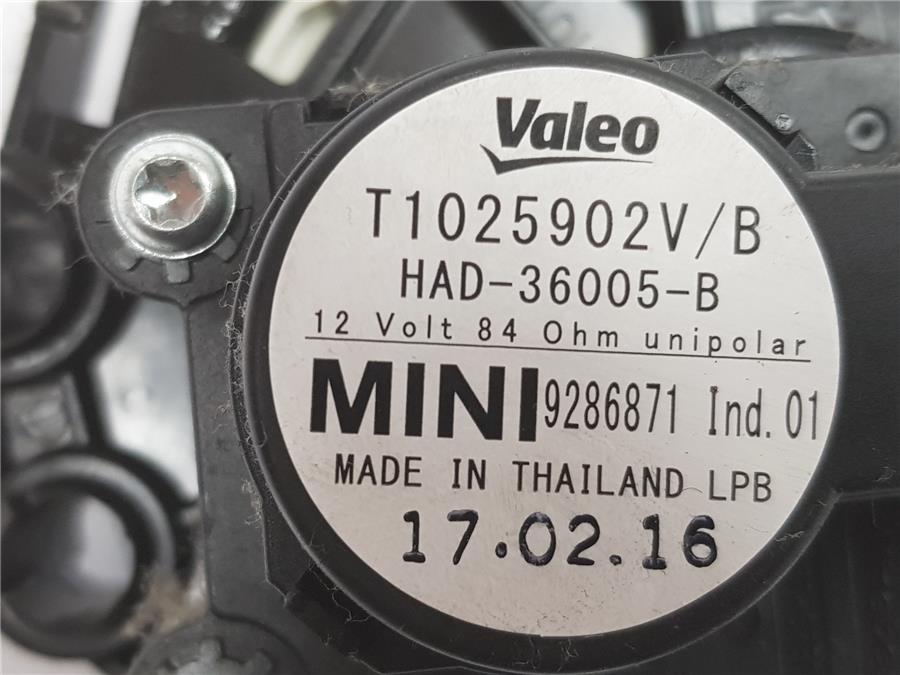 Valeo
T1025902V/B
HAD-36005-B
12 Volt 84 Ohm unipolar
MINI 9286871 Ind.01
MADE IN THAILAND LPB
17.02.16